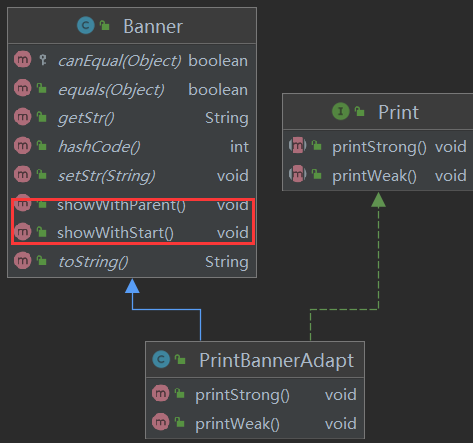 Banner
canEqual(Object) boolean
equals(Object) boolean
getStr() String
hashCode() int
setStr(String) void
showWithParent() void
showWithStart() void
toString() String
Print
printStrong() void
printWeak() void
PrintBannerAdapt
printStrong() void
printWeak() void